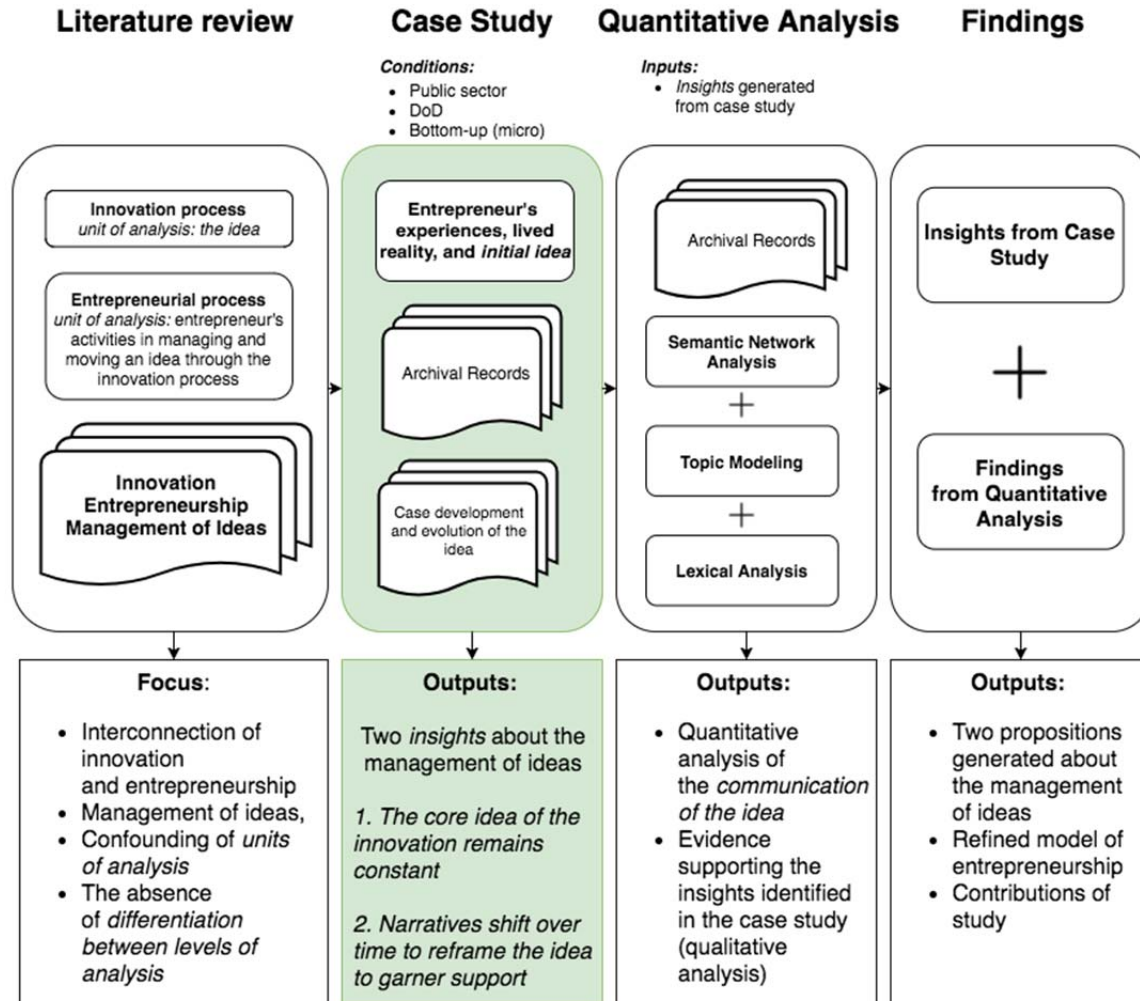 Literature review
Case Study
Quantitative Analysis
Findings
Conditions:
• Public sector
• DoD
• Bottom-up (micro)
Inputs:
• Insights generated
from case study
Innovation process
unit of analysis: the idea
Entrepreneurial process
unit of analysis: entrepreneur's
activities in managing and
moving an idea through the
innovation process
Innovation
Entrepreneurship
Management of Ideas
Entrepreneur's
experiences, lived
reality, and initial idea
Archival Records
Case development
and evolution of the
idea
Archival Records
Semantic Network
Analysis
+
Topic Modeling
+
Lexical Analysis
Insights from Case
Study
+
Findings
from Quantitative
Analysis
Focus:
• Interconnection of
innovation
and entrepreneurship
• Management of ideas,
• Confounding of units
of analysis
• The absence
of differentiation
between levels of
analysis
Outputs:
Two insights about the
management of ideas
1. The core idea of the
innovation remains
constant
2. Narratives shift over
time to reframe the idea
to garner support
Outputs:
• Quantitative
analysis of
the communication
of the idea
• Evidence
supporting the
insights identified
in the case study
(qualitative
analysis)
Outputs:
• Two propositions
generated about
the management
of ideas
• Refined model of
entrepreneurship
• Contributions of
study